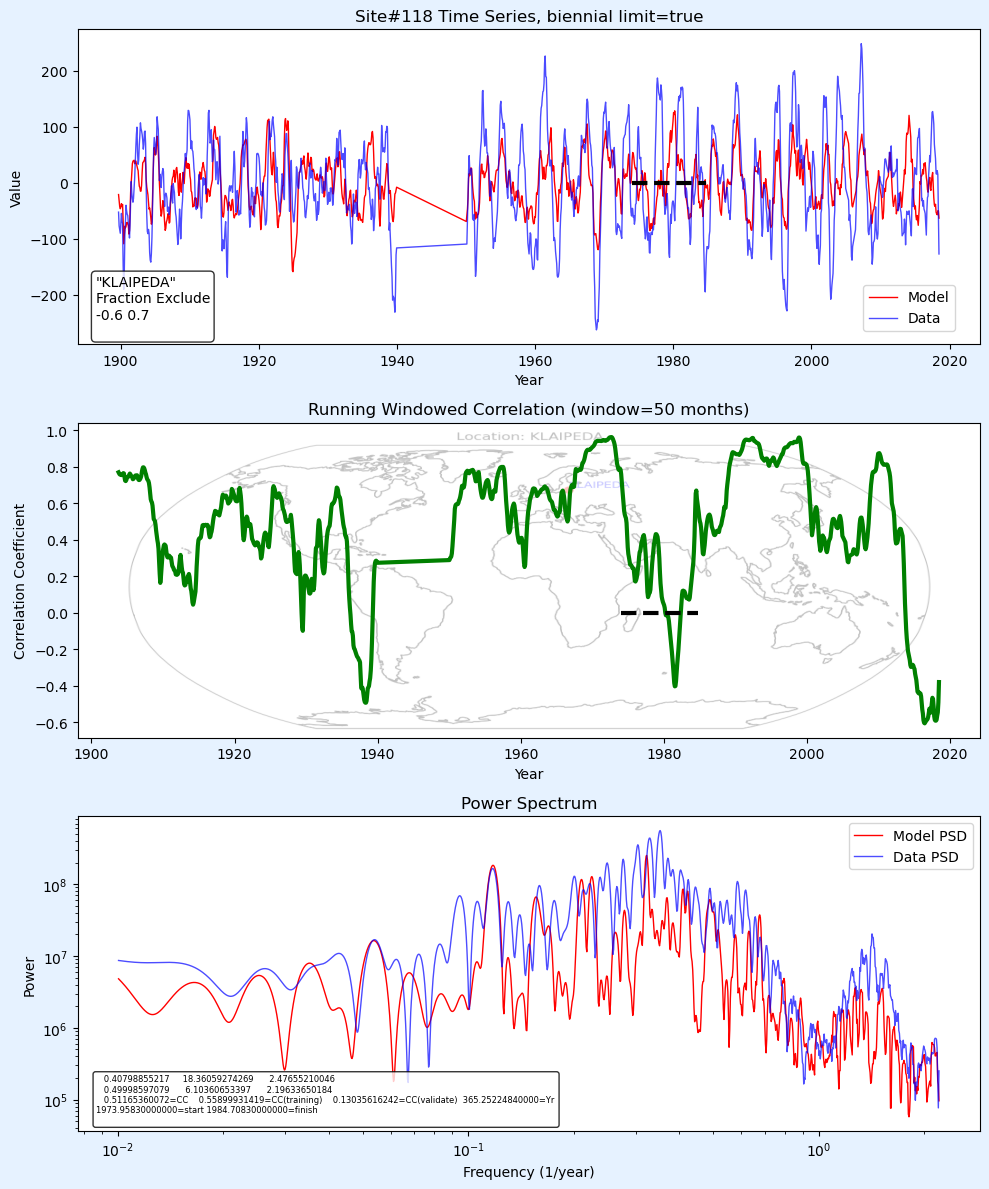 Site#118 Time Series, biennial limit=true
Value
200
100
0
−100
−200
"KLAIPEDA"
Fraction Exclude
-0.6 0.7
Model
Data
1900 1920 1940 1960 1980 2000 2020
Year
Running Windowed Correlation (window=50 months)
Correlation Coefficient
1.0
0.8
0.6
0.4
0.2
0.0
−0.2
−0.4
−0.6
Location: KLAIPEDA
KLAIPEDA
1900 1920 1940 1960 1980 2000 2020
Year
Power Spectrum
Power
10^8
10^7
10^6
10^5
Model PSD
Data PSD
0.40798855217 18.36059274269 2.47655210046
0.49998597079 6.10360653397 2.19633650184
0.51165360072=CC 0.55899931419=CC(training) 0.13035616242=CC(validate) 365.25224840000=Yr
1973.95830000000=start 1984.70830000000=finish
10^−2 10^−1 10^0
Frequency (1/year)